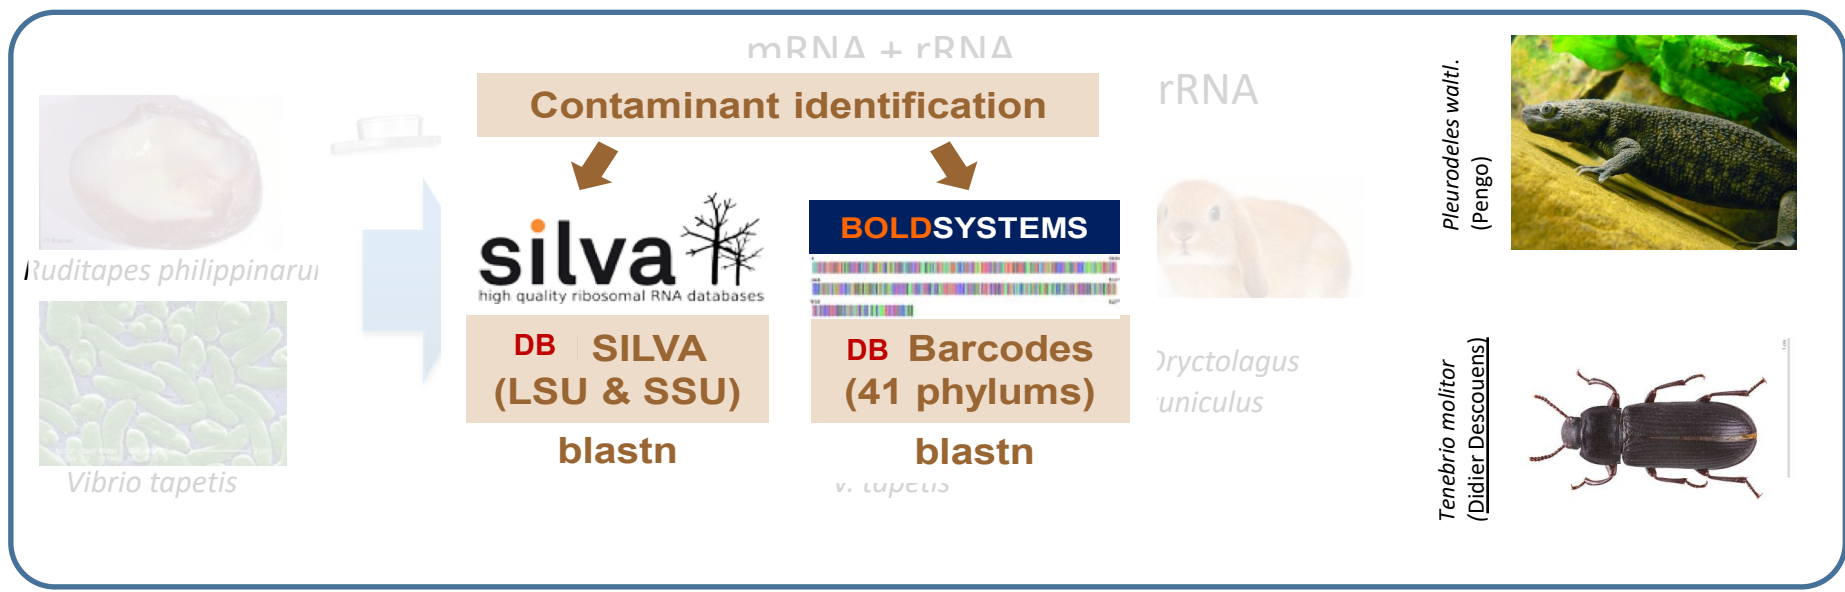 mRNA + rRNA
Contaminant identification
rRNA
silva
high quality ribosomal RNA databases
BOLDSYSTEMS
DB SILVA
(LSU & SSU)
blastn
DB Barcodes
(41 phylums)
blastn
Ruditapes philippinaru
Vibrio tapetis
V. tapetis
Oryctolagus
cuniculus
Pleurodeles waltl.
(Pengo)
Tenebrio molitor
(Didier Descouens)